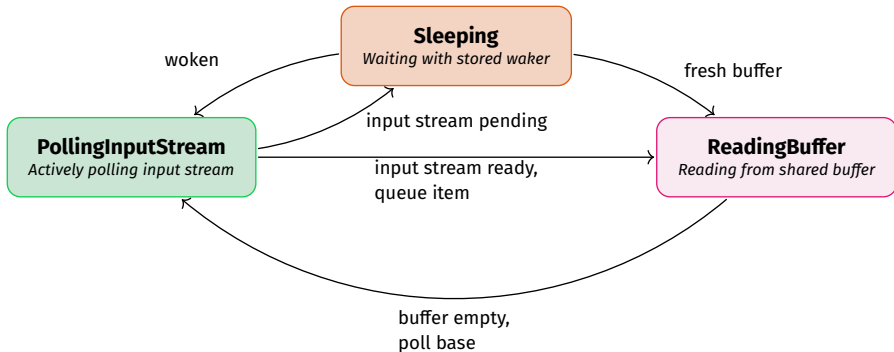 Sleeping
Waiting with stored waker
woken
fresh buffer
input stream pending
PollingInputStream
Actively polling input stream
ReadingBuffer
Reading from shared buffer
input stream ready,
queue item
buffer empty,
poll base